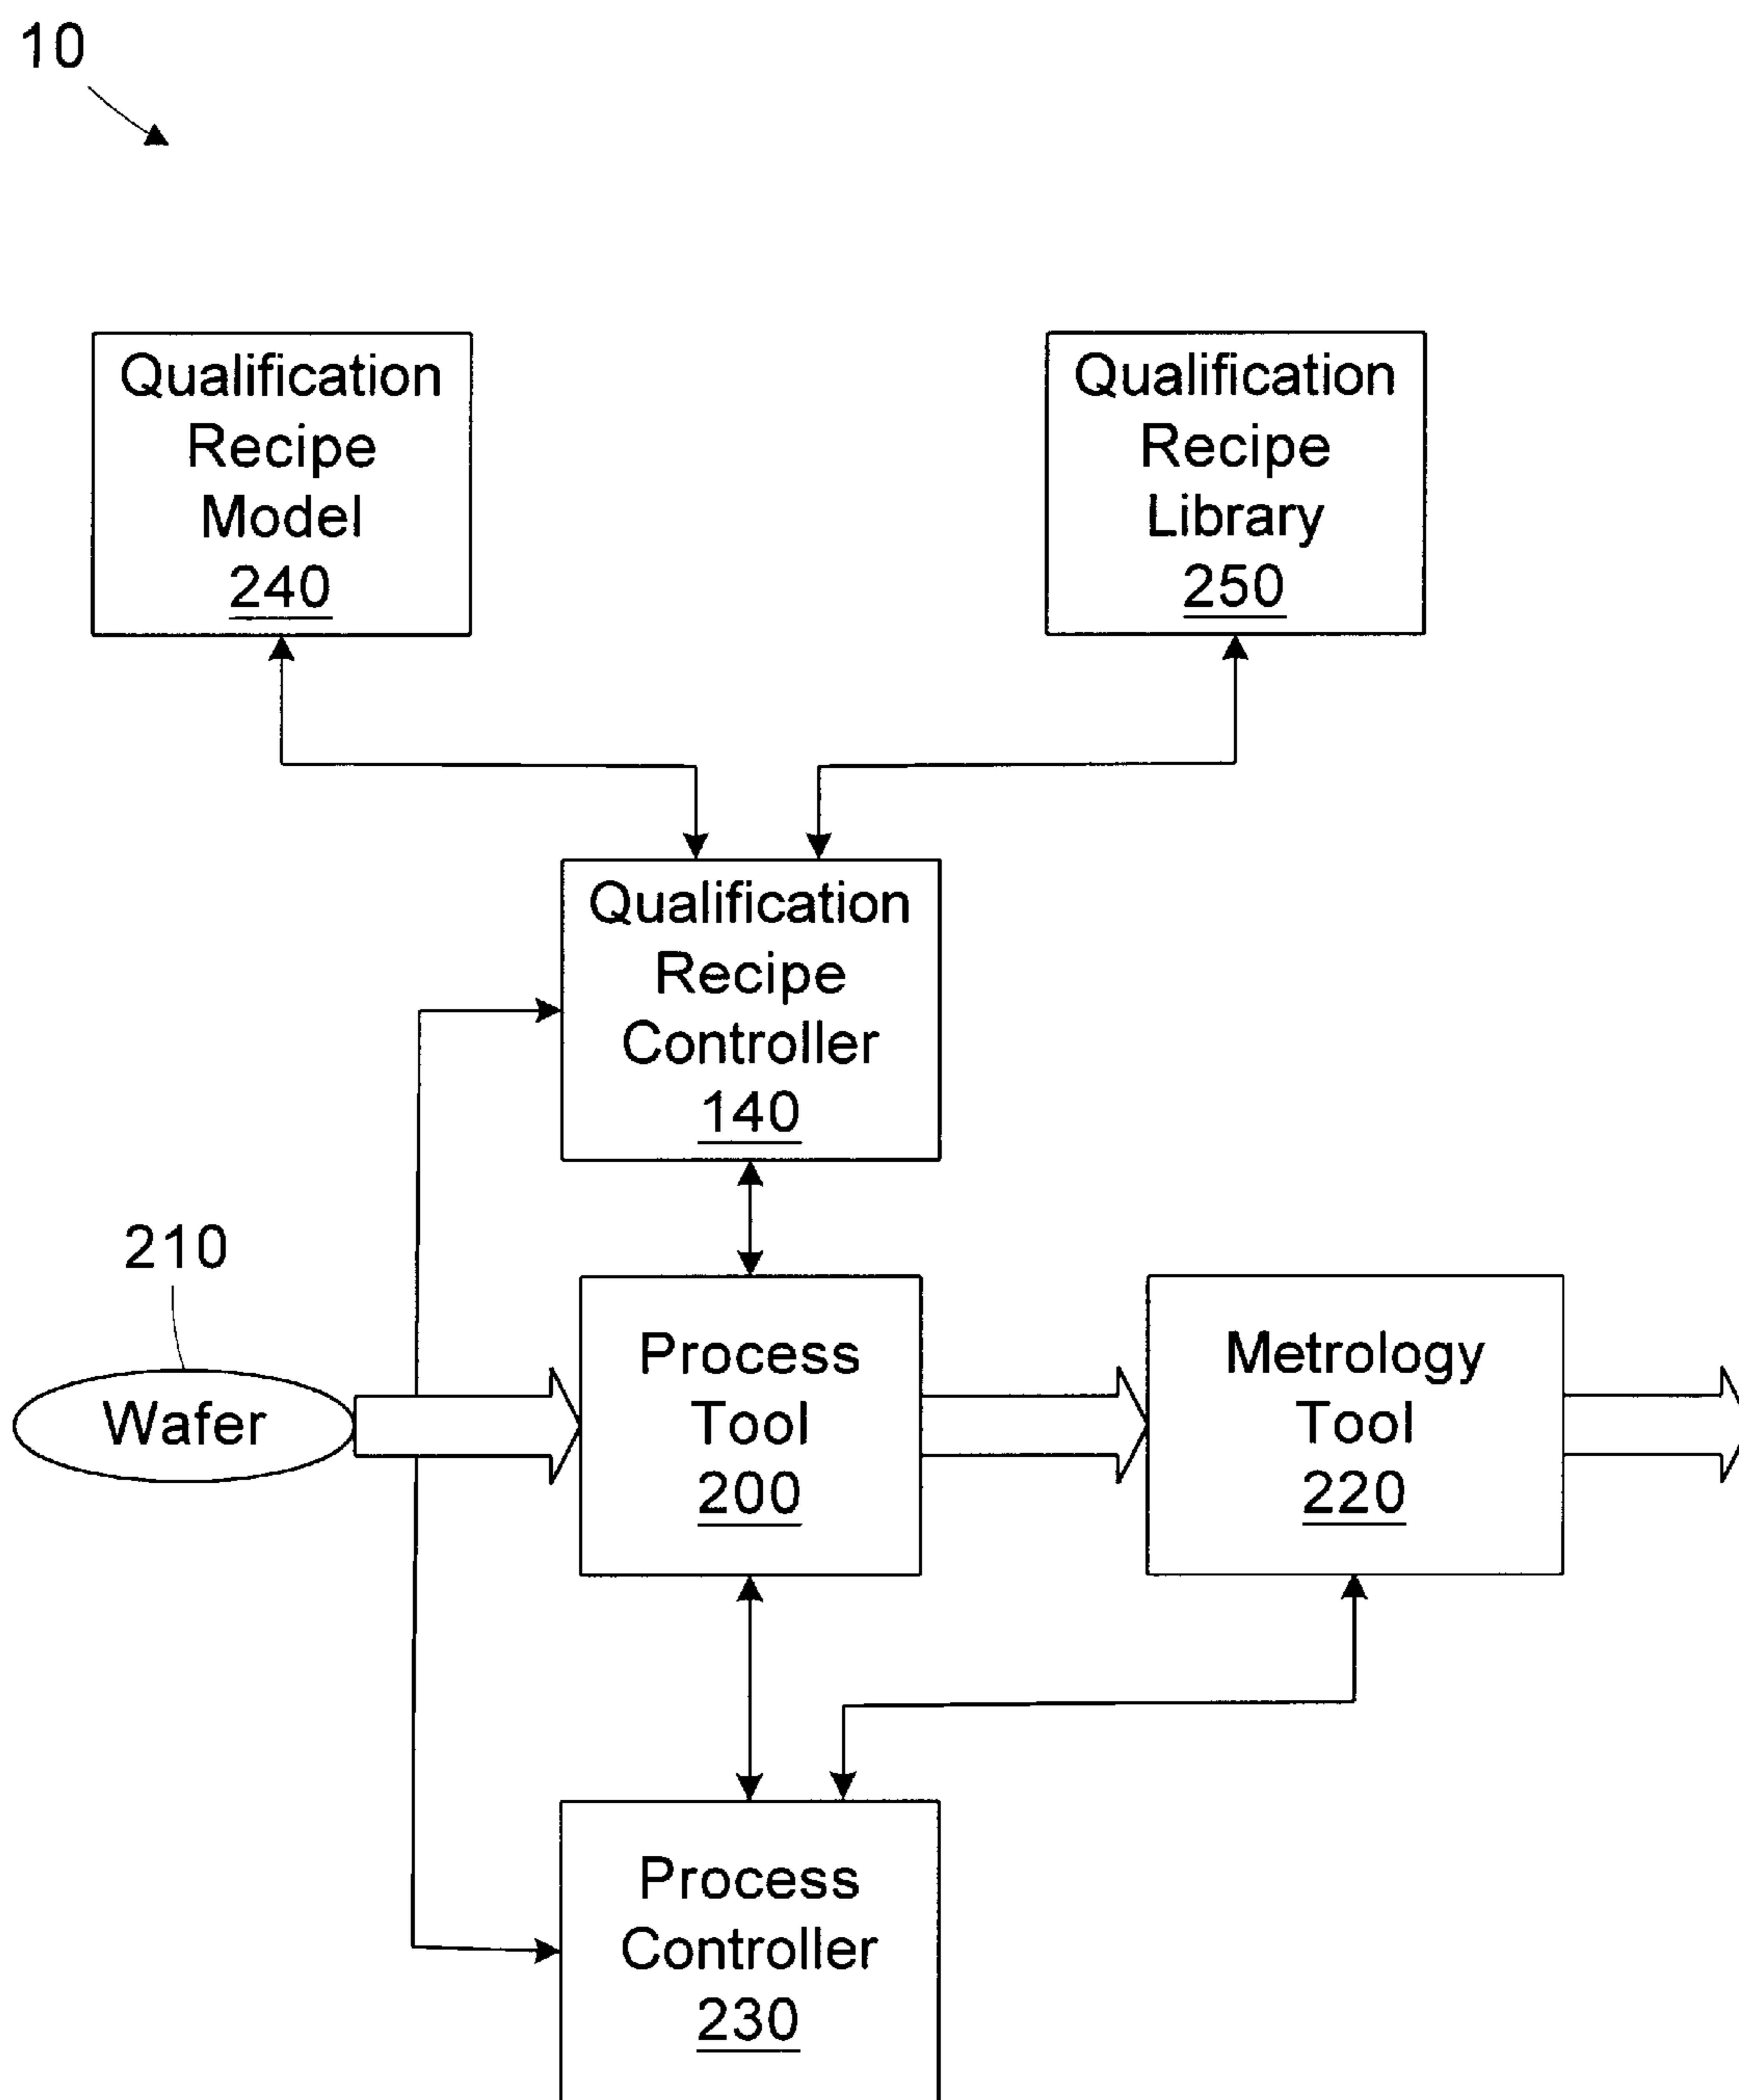 10
Qualification
Recipe
Model
240
Qualification
Recipe
Library
250
Qualification
Recipe
Controller
140
210
Wafer
Process
Tool
200
Metrology
Tool
220
Process
Controller
230